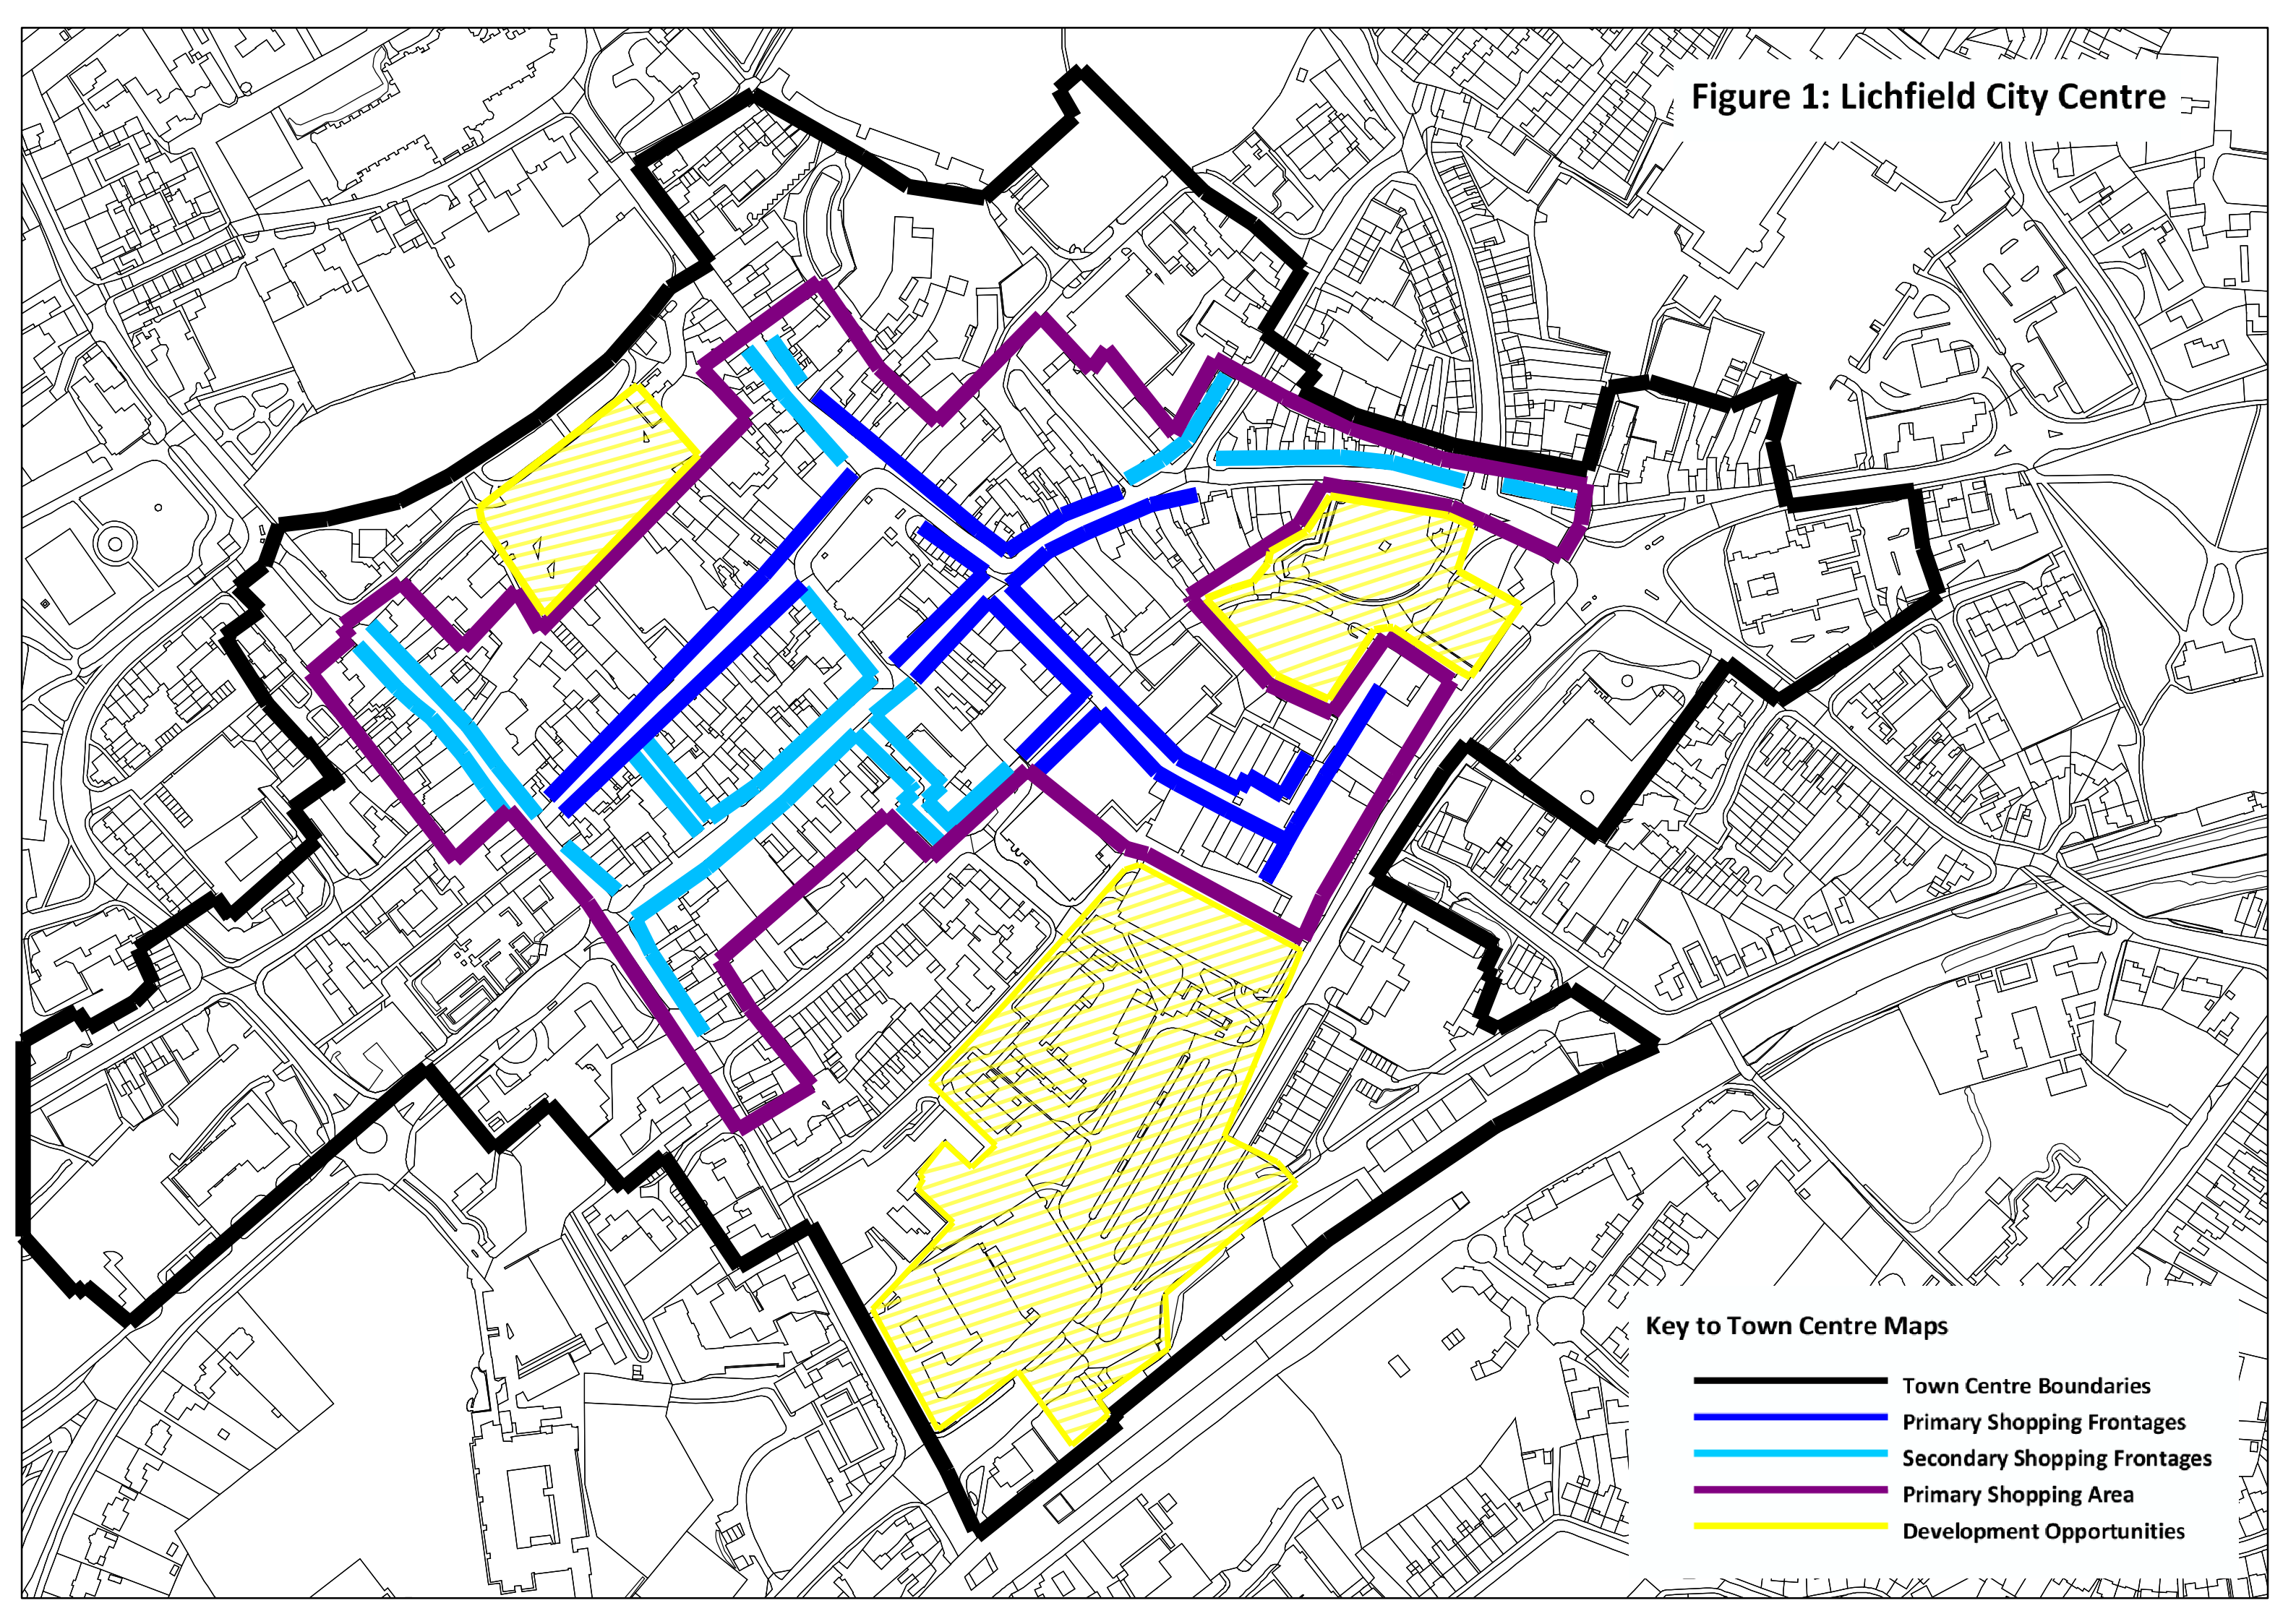 Figure 1: Lichfield City Centre
Key to Town Centre Maps
Town Centre Boundaries
Primary Shopping Frontages
Secondary Shopping Frontages
Primary Shopping Area
Development Opportunities